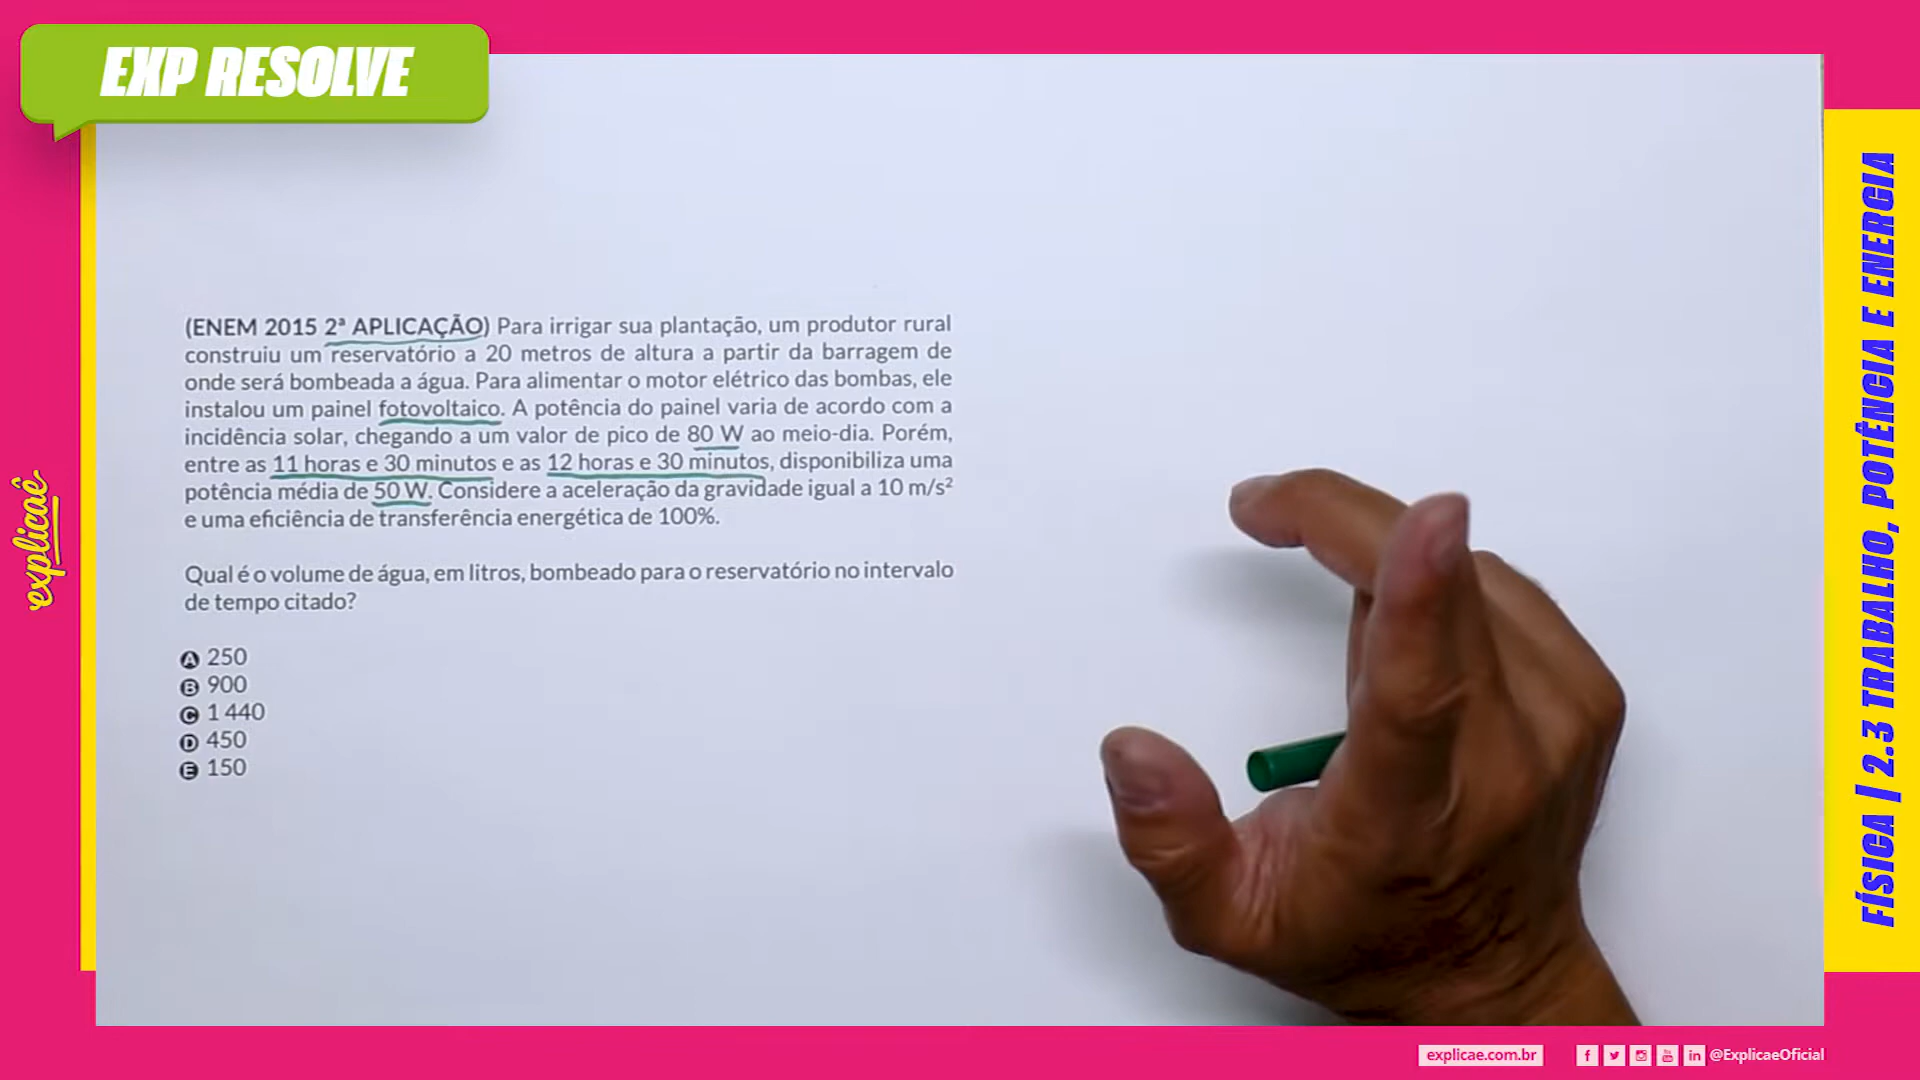 EXP RESOLVE
(ENEM 2015 2ª APLICAÇÃO) Para irrigar sua plantação, um produtor rural
construiu um reservatório a 20 metros de altura a partir da barragem de
onde será bombeada a água. Para alimentar o motor elétrico das bombas, ele
instalou um painel fotovoltaico. A potência do painel varia de acordo com a
incidência solar, chegando a um valor de pico de 80 W ao meio-dia. Porém,
entre as 11 horas e 30 minutos e as 12 horas e 30 minutos, disponibiliza uma
potência média de 50 W. Considere a aceleração da gravidade igual a 10 m/s²
e uma eficiência de transferência energética de 100%.
Qual é o volume de água, em litros, bombeado para o reservatório no intervalo
de tempo citado?
A 250
B 900
C 1 440
D 450
E 150
explicaê
FÍSICA | 2.3 TRABALHO, POTÊNCIA E ENERGIA
explicae.com.br
@ExplicaeOficial